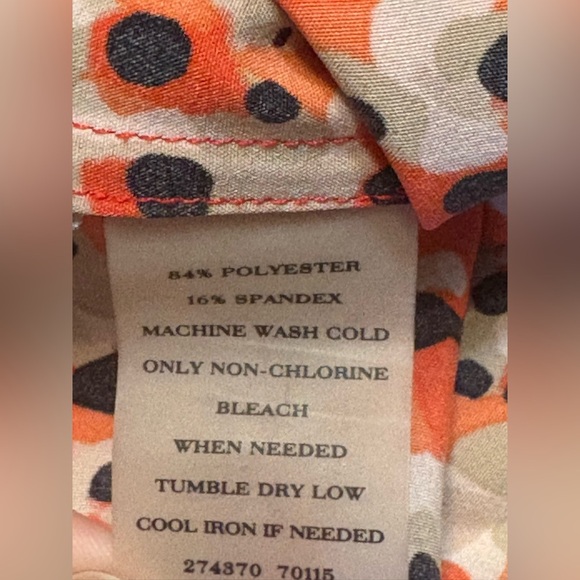 84% POLYESTER
16% SPANDEX
MACHINE WASH COLD
ONLY NON-CHLORINE
BLEACH
WHEN NEEDED
TUMBLE DRY LOW
COOL IRON IF NEEDED
274370 70115